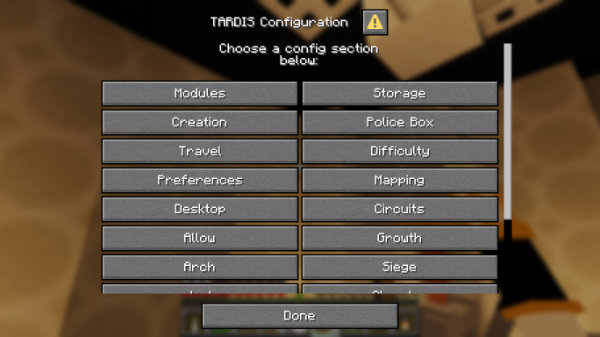 TARDIS Configuration
Choose a config section
below:
Modules
Storage
Creation
Police Box
Travel
Difficulty
Preferences
Mapping
Desktop
Circuits
Allow
Growth
Arch
Siege
Done